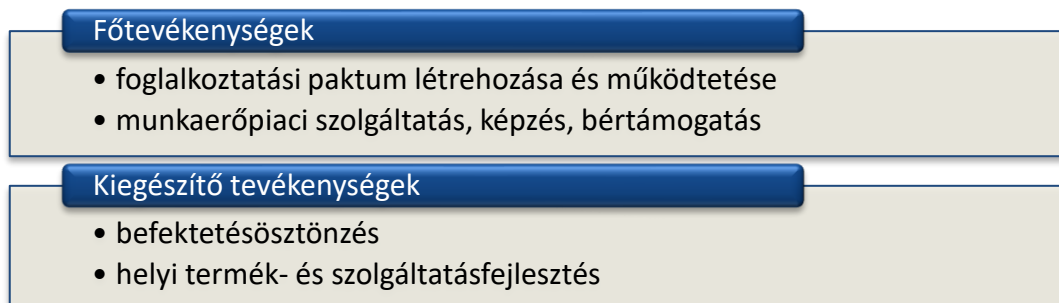 Főtevékenységek
• foglalkoztatási paktum létrehozása és működtetése
• munkaerőpiaci szolgáltatás, képzés, bértámogatás
Kiegészítő tevékenységek
• befektetésösztönzés
• helyi termék- és szolgáltatásfejlesztés